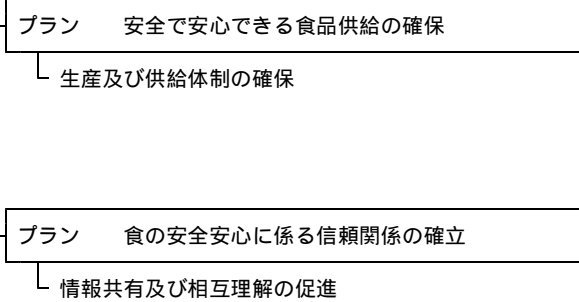 プラン　　安全で安心できる食品供給の確保
生産及び供給体制の確保
プラン　　食の安全安心に係る信頼関係の確立
情報共有及び相互理解の促進